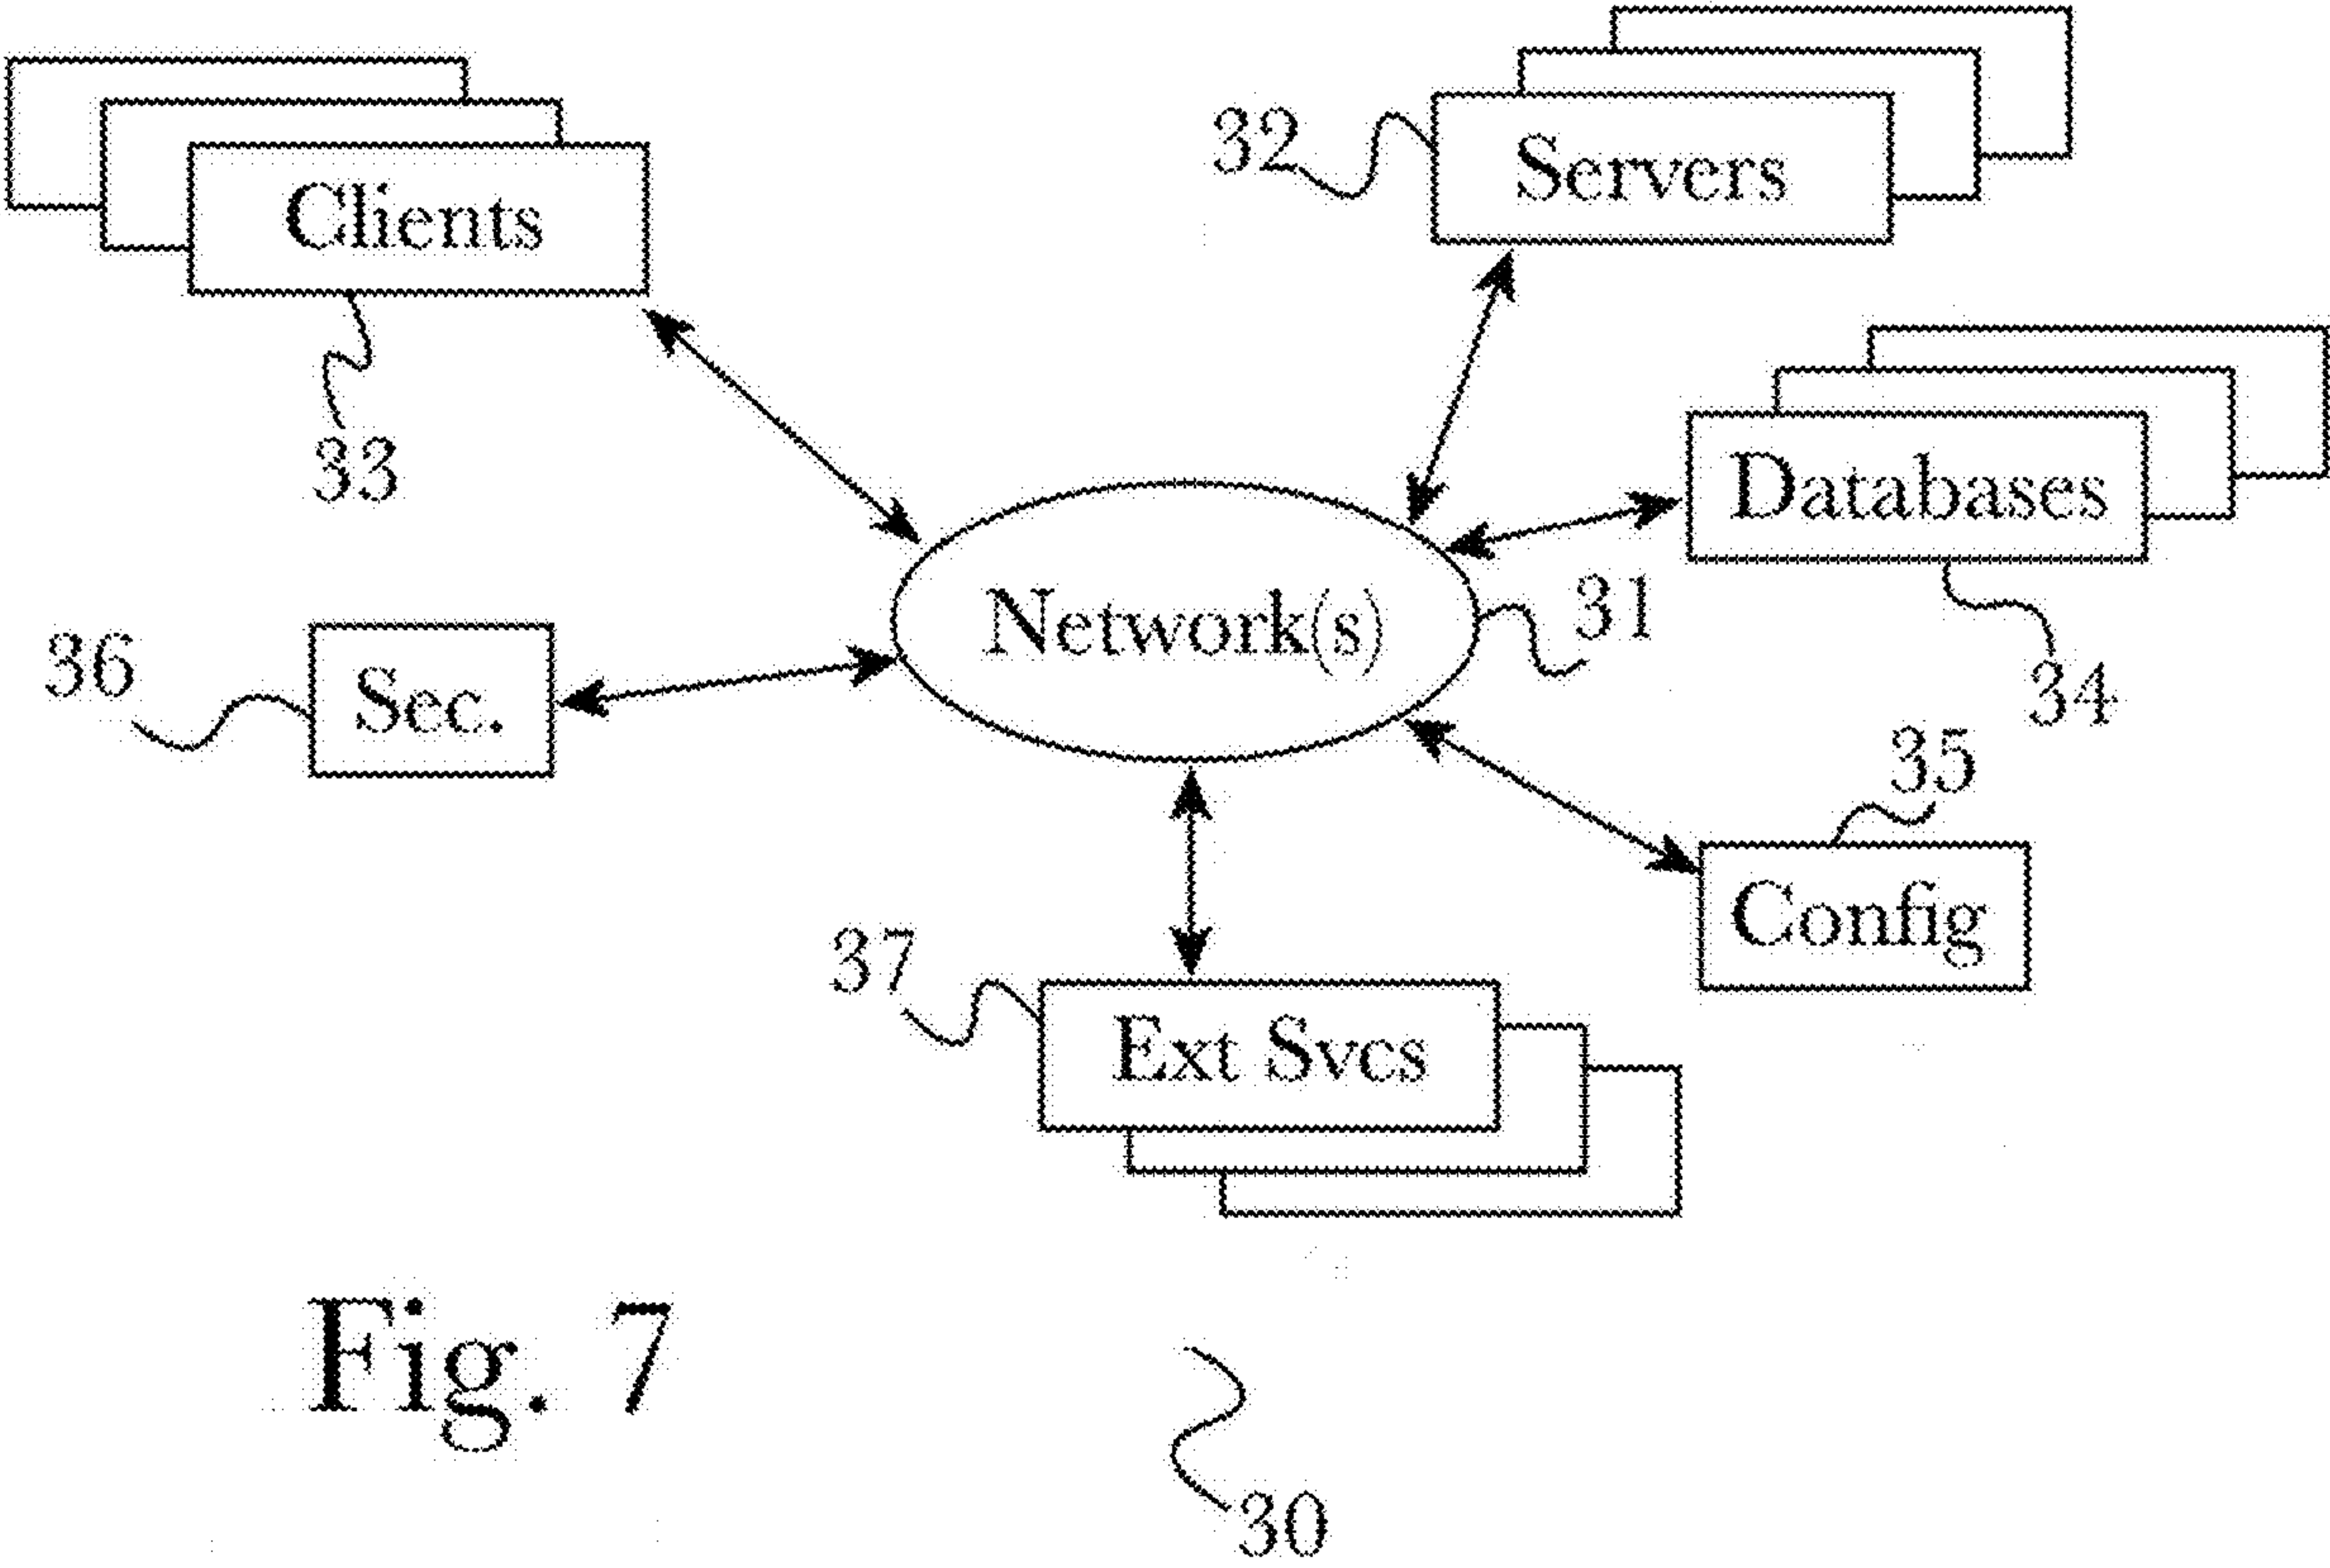 32
Servers
Clients
33
Databases
31
Network(s)
36
Sec.
34
35
Config
37
Ext Svcs
Fig. 7
30